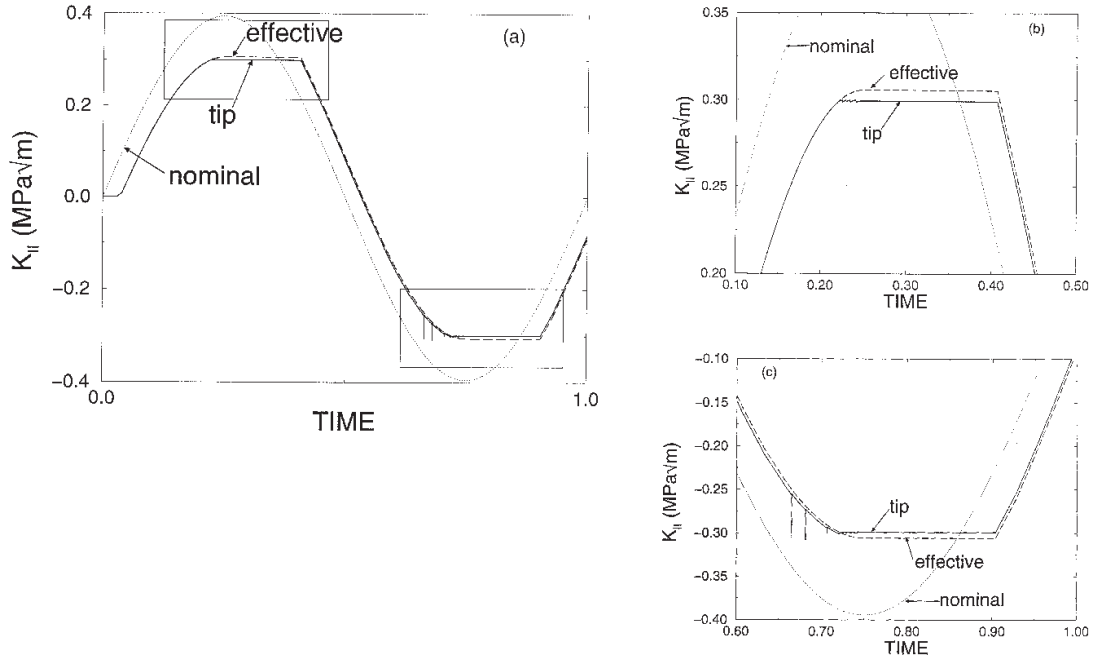 0.4
(a)
effective
0.2
tip
K_II (MPa√m)
nominal
0.0
−0.2
−0.4
0.0
1.0
TIME
0.35
(b)
nominal
effective
0.30
tip
K_II (MPa√m)
0.25
0.20
0.10
0.20
0.30
0.40
0.50
TIME
−0.10
(c)
−0.15
−0.20
K_II (MPa√m)
−0.25
tip
−0.30
effective
−0.35
nominal
−0.40
0.60
0.70
0.80
0.90
1.00
TIME